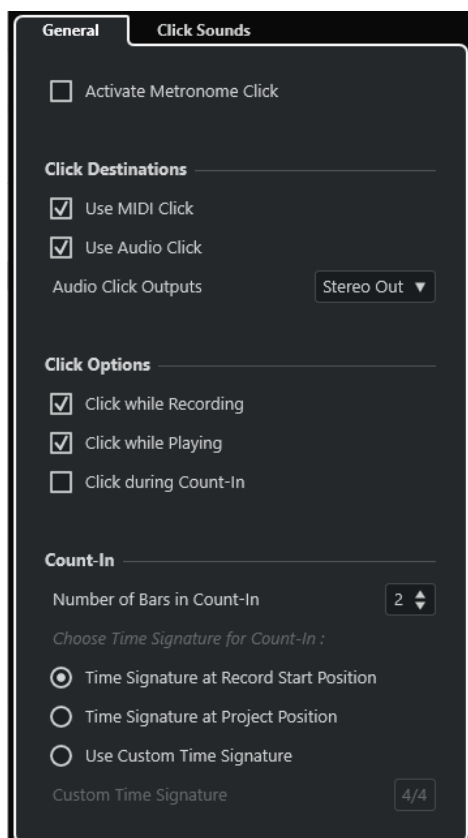 General Click Sounds
Activate Metronome Click
Click Destinations
Use MIDI Click
Use Audio Click
Audio Click Outputs Stereo Out
Click Options
Click while Recording
Click while Playing
Click during Count-In
Count-In
Number of Bars in Count-In 2
Choose Time Signature for Count-In :
Time Signature at Record Start Position
Time Signature at Project Position
Use Custom Time Signature
Custom Time Signature 4/4